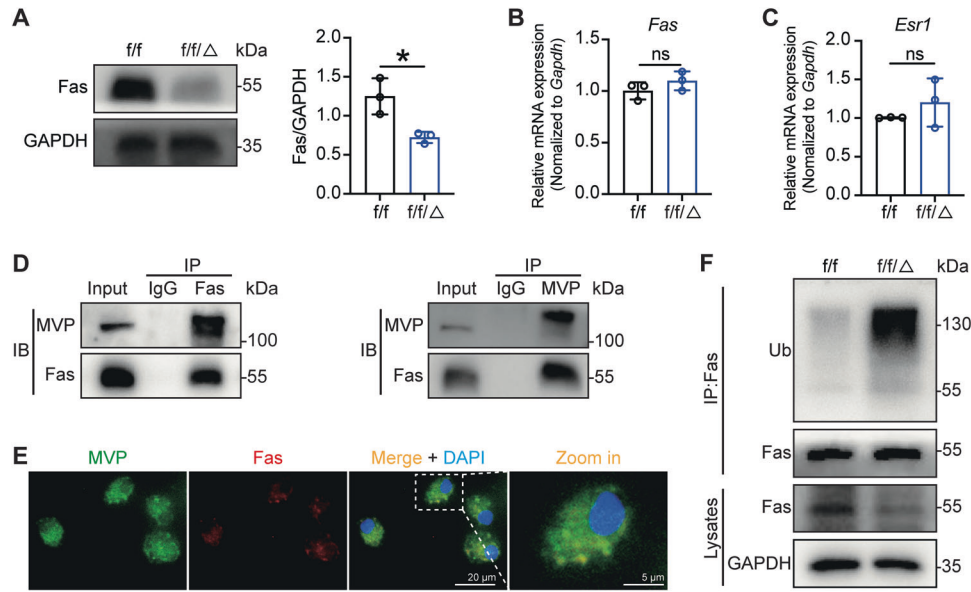 A
f/f f/f/△ kDa
Fas
-55
GAPDH
-35
Fas/GAPDH
2.0
1.5
1.0
0.5
0.0
*
f/f f/f/△
B
Fas
Relative mRNA expression
(Nomalized to Gapdh)
1.5
1.0
0.5
0.0
ns
f/f f/f/△
C
Esr1
Relative mRNA expression
(Nomalized to Gapdh)
2.0
1.5
1.0
0.5
0.0
ns
f/f f/f/△
D
IP
Input IgG Fas kDa
IB
MVP
-100
Fas
-55
IP
Input IgG MVP kDa
IB
MVP
-100
Fas
-55
E
MVP Fas Merge + DAPI Zoom in
20 μm
5 μm
F
f/f f/f/△ kDa
IP:Fas
Ub
-130
-55
Fas
-55
Lysates
Fas
-55
GAPDH
-35